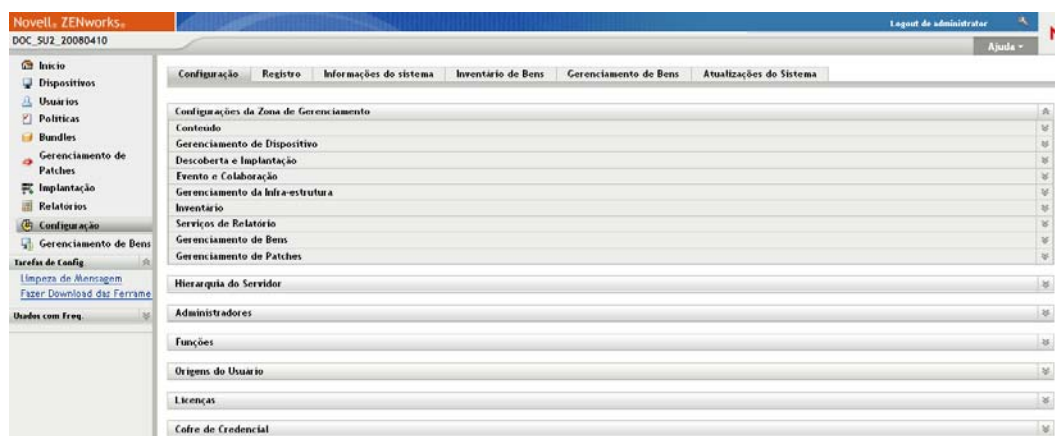 Novell® ZENworks®
Logout de administrator
DOC_SU2_20080410
Ajuda
Início
Dispositivos
Usuários
Políticas
Bundles
Gerenciamento de
Patches
Implantação
Relatórios
Configuração
Gerenciamento de Bens
Tarefas de Config.
Limpeza de Mensagem
Fazer Download das Ferrame
Usados com Freq.
Configuração
Registro
Informações do sistema
Inventário de Bens
Gerenciamento de Bens
Atualizações do Sistema
Configurações da Zona de Gerenciamento
Conteúdo
Gerenciamento de Dispositivo
Descoberta e Implantação
Evento e Colaboração
Gerenciamento da Infra-estrutura
Inventário
Serviços de Relatório
Gerenciamento de Bens
Gerenciamento de Patches
Hierarquia do Servidor
Administradores
Funções
Origens do Usuário
Licenças
Cofre de Credencial